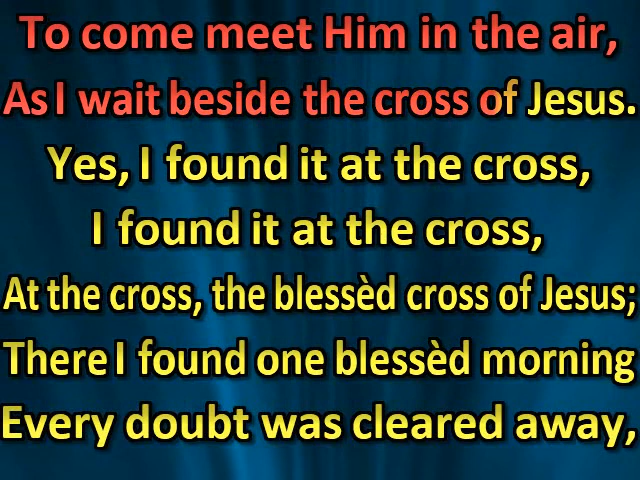 To come meet Him in the air,
As I wait beside the cross of Jesus.
Yes, I found it at the cross,
I found it at the cross,
At the cross, the blessèd cross of Jesus;
There I found one blessèd morning
Every doubt was cleared away,